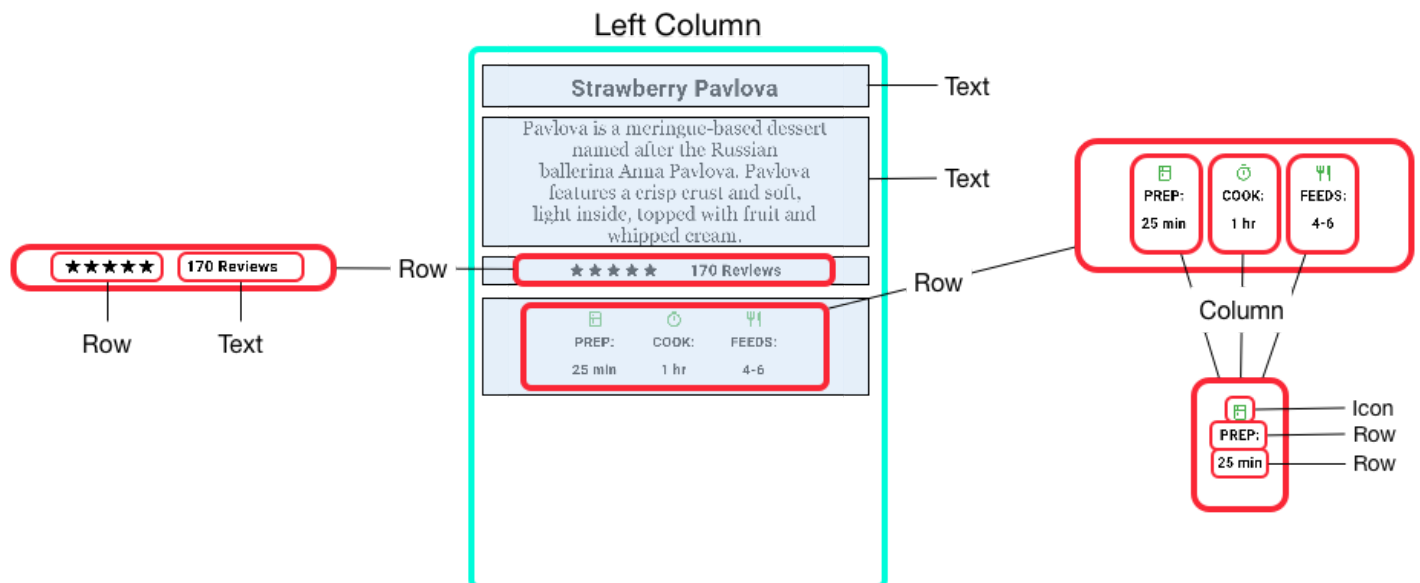 Left Column
Strawberry Pavlova
Text
Pavlova is a meringue-based dessert
named after the Russian
ballerina Anna Pavlova. Pavlova
features a crisp crust and soft,
light inside, topped with fruit and
whipped cream.
Text
★★★★★ 170 Reviews
Row
Text
Row
★★★★★ 170 Reviews
Row
PREP: COOK: FEEDS:
25 min 1 hr 4-6
PREP: COOK: FEEDS:
25 min 1 hr 4-6
Column
Icon
PREP:
Row
25 min
Row